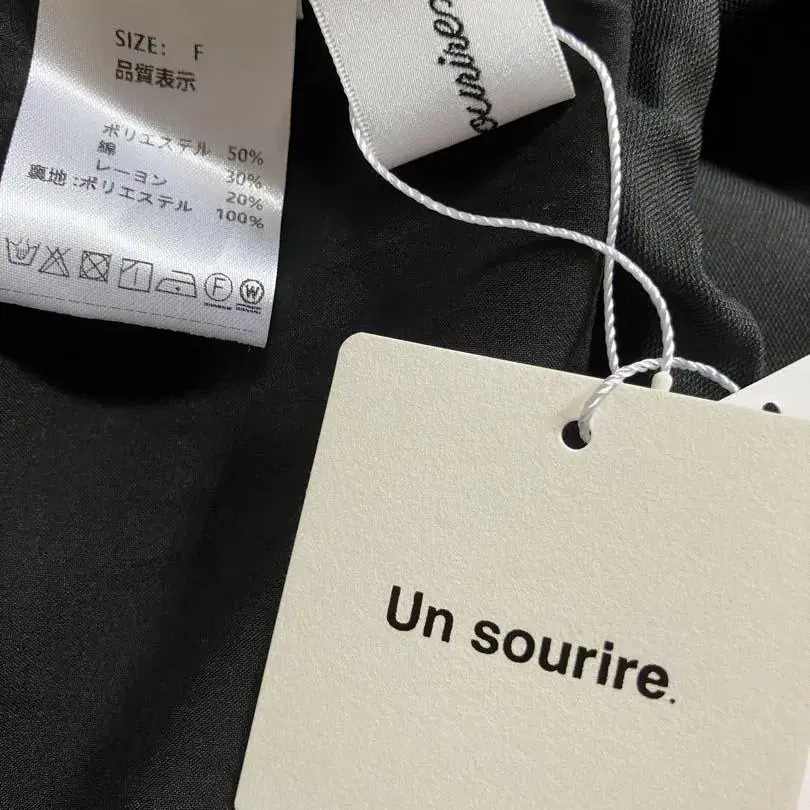 SIZE: F
品質表示
ポリエステル 50%
綿 30%
レーヨン 20%
裏地:ポリエステル 100%
F
W
ourire
Un sourire.